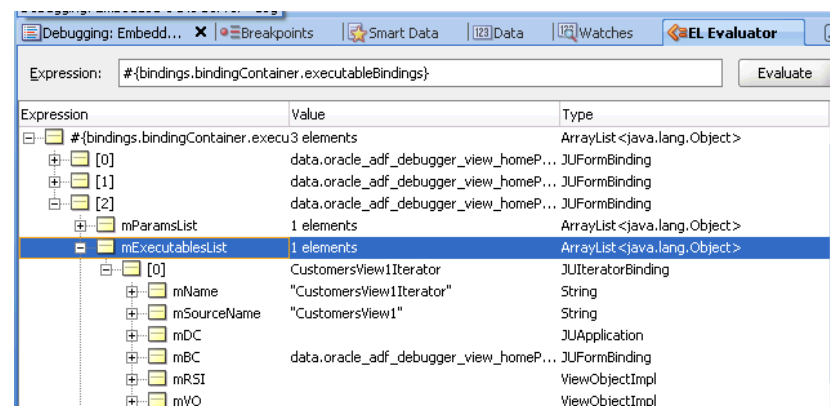 Debugging: Embedd... Breakpoints Smart Data 123 Data Watches EL Evaluator
Expression: #{bindings.bindingContainer.executableBindings} Evaluate
Expression Value Type
#{bindings.bindingContainer.execu 3 elements ArrayList<java.lang.Object>
[0] data.oracle_adf_debugger_view_homeP... JUFormBinding
[1] data.oracle_adf_debugger_view_homeP... JUFormBinding
[2] data.oracle_adf_debugger_view_homeP... JUFormBinding
mParamsList 1 elements ArrayList<java.lang.Object>
mExecutablesList 1 elements ArrayList<java.lang.Object>
[0] CustomersView1Iterator JUIteratorBinding
mName "CustomersView1Iterator" String
mSourceName "CustomersView1" String
mDC JUApplication
mBC data.oracle_adf_debugger_view_homeP... JUFormBinding
mRSI ViewObjectImpl
mVO ViewObjectImpl